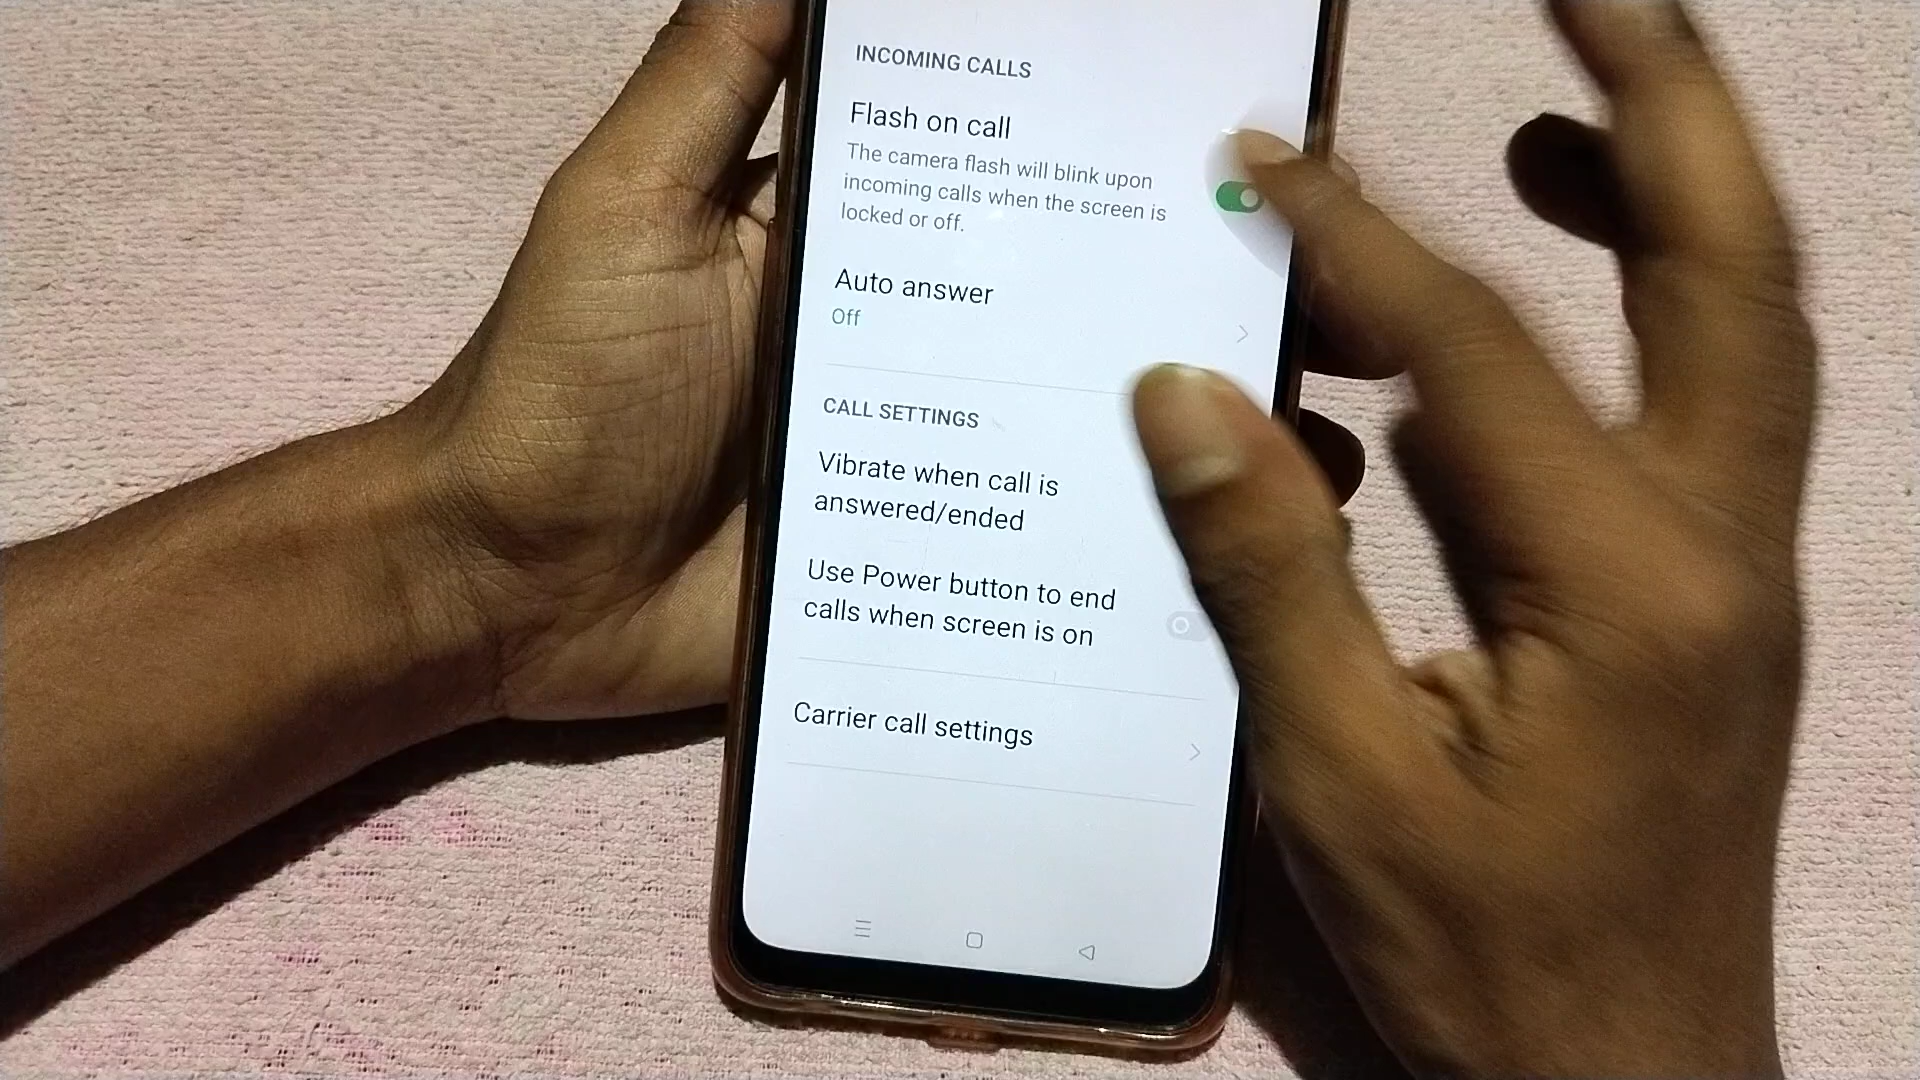 INCOMING CALLS
Flash on call
The camera flash will blink upon
incoming calls when the screen is
locked or off.
Auto answer
Off
CALL SETTINGS
Vibrate when call is
answered/ended
Use Power button to end
calls when screen is on
Carrier call settings